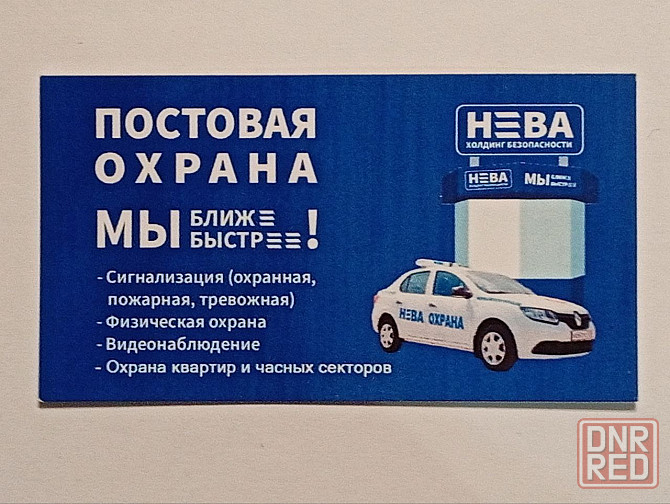 ПОСТОВАЯ
ОХРАНА
МЫ БЛИЖЕ
БЫСТРЕЕ!
- Сигнализация (охранная,
пожарная, тревожная)
- Физическая охрана
- Видеонаблюдение
- Охрана квартир и часных секторов
НЕВА
ХОЛДИНГ БЕЗОПАСНОСТИ
НЕВА
МЫ БЛИЖЕ
БЫСТРЕЕ
НЕВА ОХРАНА
DNR
RED